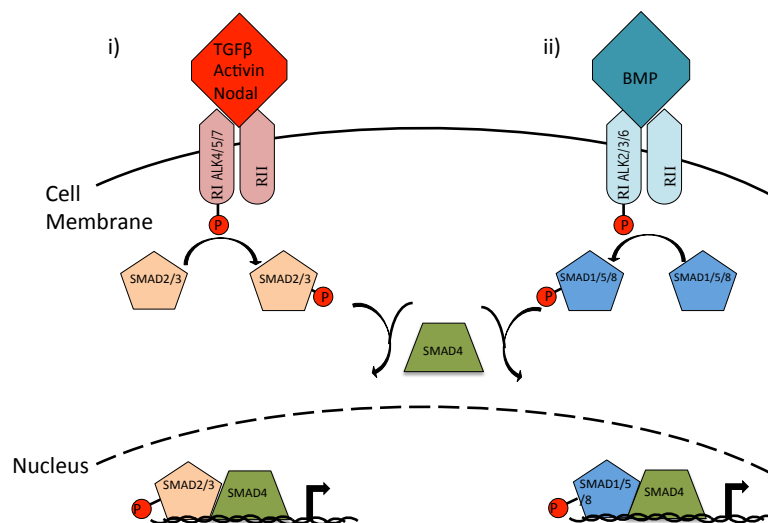 i)
TGFβ
Activin
Nodal
ii)
BMP
RI ALK4/5/7
RII
RI ALK2/3/6
RII
Cell
Membrane
P
P
SMAD2/3
SMAD2/3
P
P
SMAD1/5/8
SMAD1/5/8
SMAD4
Nucleus
P
SMAD2/3
SMAD4
P
SMAD1/5
/8
SMAD4